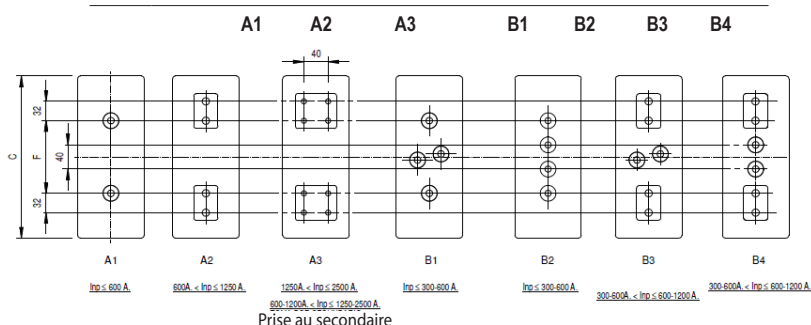 A1 A2 A3 B1 B2 B3 B4
40
32
C F 40
32
A1 A2 A3 B1 B2 B3 B4
Inp ≤ 600 A. 600A. < Inp ≤ 1250 A. 1250A. < Inp ≤ 2500 A. Inp ≤ 300-600 A. Inp ≤ 300-600 A. 300-600A. < Inp ≤ 600-1200 A. 300-600A. < Inp ≤ 600-1200 A.
600-1200A. < Inp ≤ 1250-2500 A.
Prise au secondaire